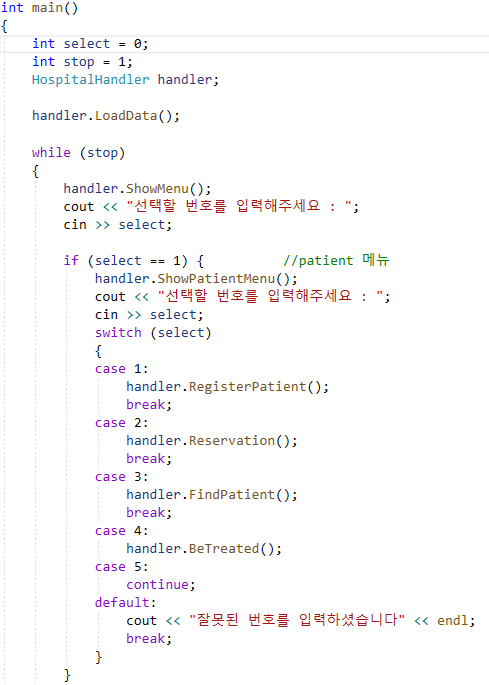 int main()
{
    int select = 0;
    int stop = 1;
    HospitalHandler handler;

    handler.LoadData();

    while (stop)
    {
        handler.ShowMenu();
        cout << "선택할 번호를 입력해주세요 : ";
        cin >> select;

        if (select == 1) {          //patient 메뉴
            handler.ShowPatientMenu();
            cout << "선택할 번호를 입력해주세요 : ";
            cin >> select;
            switch (select)
            {
            case 1:
                handler.RegisterPatient();
                break;
            case 2:
                handler.Reservation();
                break;
            case 3:
                handler.FindPatient();
                break;
            case 4:
                handler.BeTreated();
            case 5:
                continue;
            default:
                cout << "잘못된 번호를 입력하셨습니다" << endl;
                break;
            }
        }